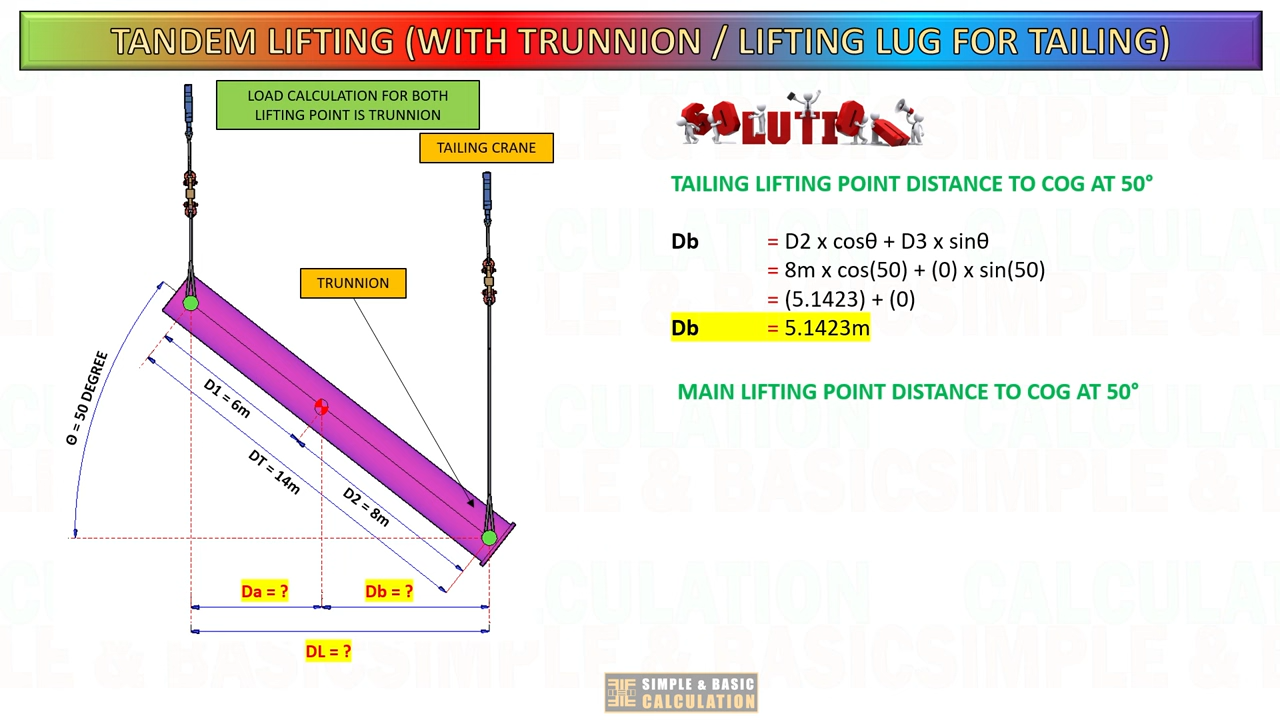 TANDEM LIFTING (WITH TRUNNION / LIFTING LUG FOR TAILING)
LOAD CALCULATION FOR BOTH
LIFTING POINT IS TRUNNION
TAILING CRANE
TRUNNION
Θ = 50 DEGREE
D1 = 6m
DT = 14m
D2 = 8m
Da = ?
Db = ?
DL = ?
SOLUTION
TAILING LIFTING POINT DISTANCE TO COG AT 50°
Db = D2 x cosθ + D3 x sinθ
= 8m x cos(50) + (0) x sin(50)
= (5.1423) + (0)
Db = 5.1423m
MAIN LIFTING POINT DISTANCE TO COG AT 50°
SIMPLE & BASIC
CALCULATION